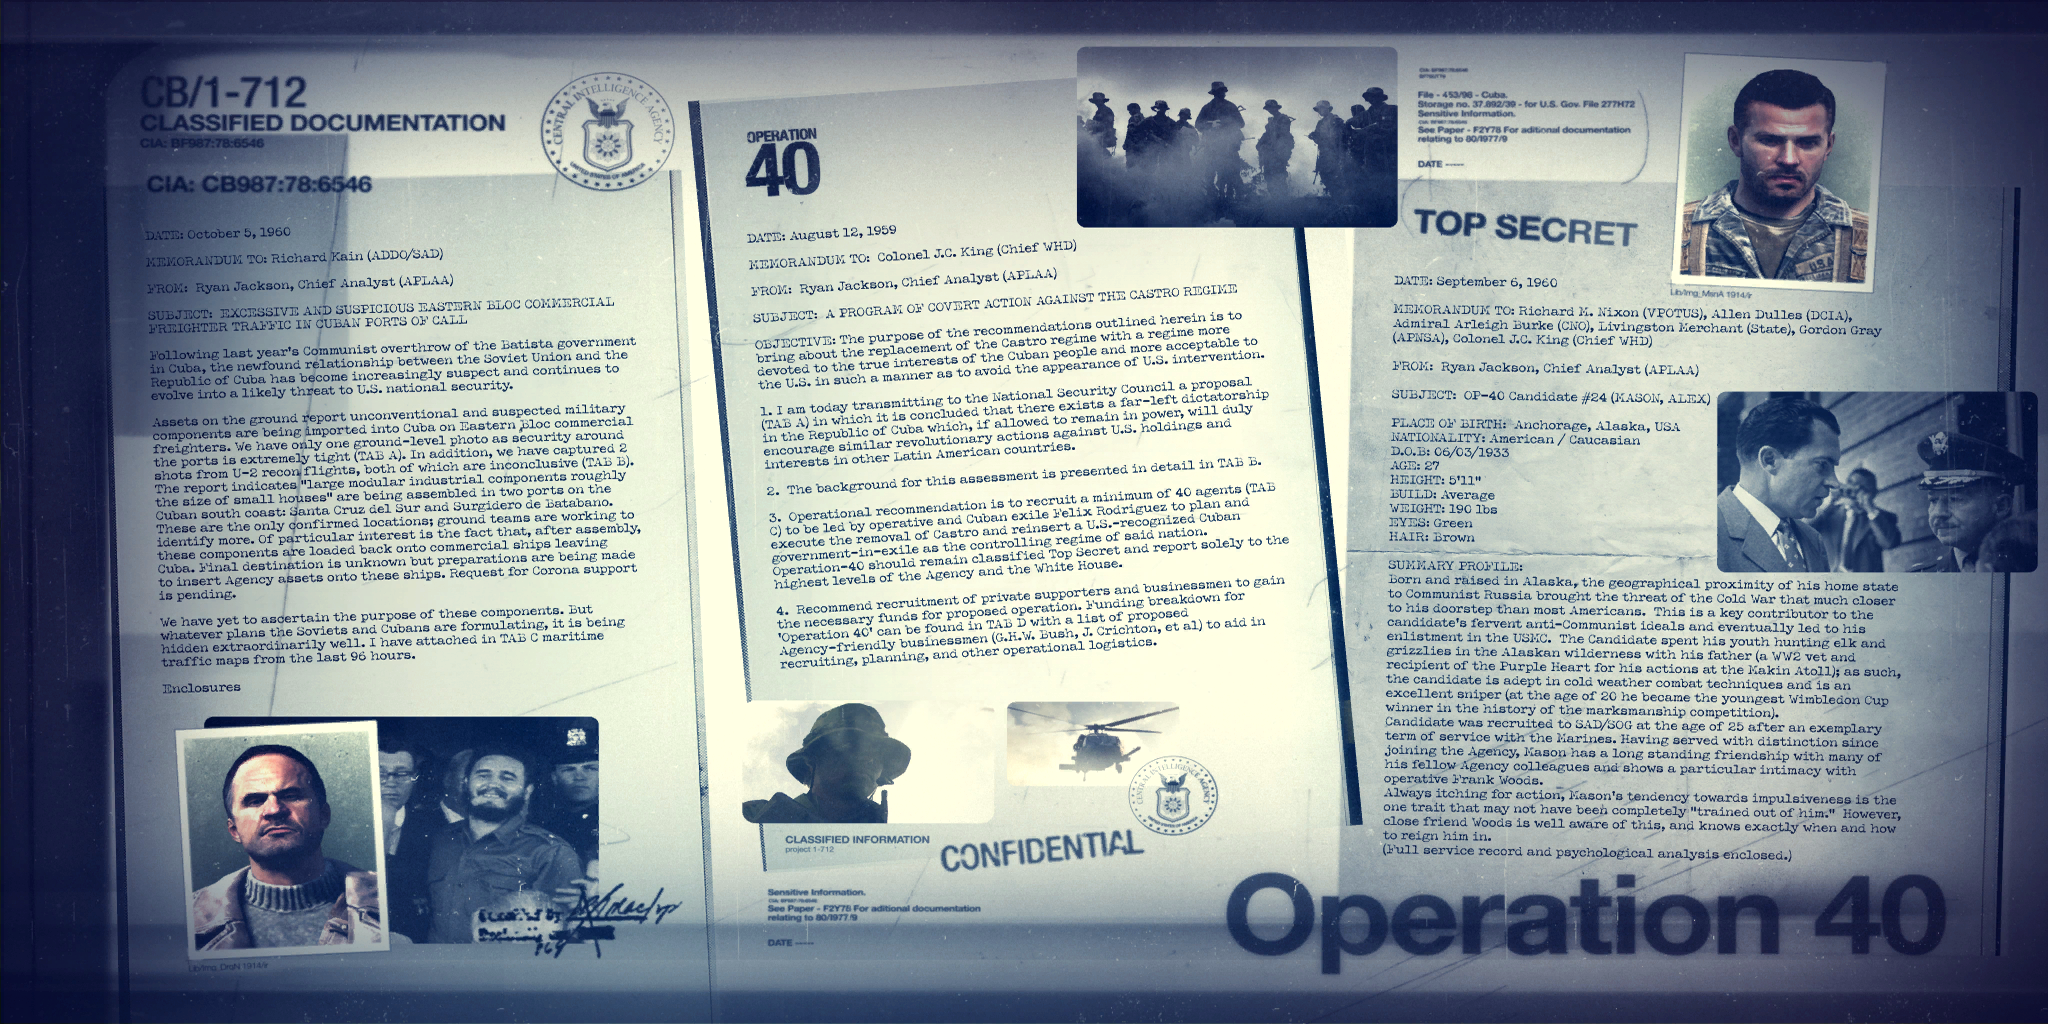 CB/1-712
CLASSIFIED DOCUMENTATION
CIA: BF987:78:6546
CENTRAL INTELLIGENCE AGENCY
UNITED STATES OF AMERICA
CIA: CB987:78:6546
DATE: October 5, 1960
MEMORANDUM TO: Richard Kain (ADDO/SAD)
FROM: Ryan Jackson, Chief Analyst (APLAA)
SUBJECT: EXCESSIVE AND SUSPICIOUS EASTERN BLOC COMMERCIAL
FREIGHTER TRAFFIC IN CUBAN PORTS OF CALL
Following last year's Communist overthrow of the Batista government
in Cuba, the newfound relationship between the Soviet Union and the
Republic of Cuba has become increasingly suspect and continues to
evolve into a likely threat to U.S. national security.
Assets on the ground report unconventional and suspected military
components are being imported into Cuba on Eastern Bloc commercial
freighters. We have only one ground-level photo as security around
the ports is extremely tight (TAB A). In addition, we have captured 2
shots from U-2 recon flights, both of which are inconclusive (TAB B).
The report indicates "large modular industrial components roughly
the size of small houses" are being assembled in two ports on the
Cuban south coast: Santa Cruz del Sur and Surgidero de Batabano.
These are the only confirmed locations; ground teams are working to
identify more. Of particular interest is the fact that, after assembly,
these components are loaded back onto commercial ships leaving
Cuba. Final destination is unknown but preparations are being made
to insert Agency assets onto these ships. Request for Corona support
is pending.
We have yet to ascertain the purpose of these components. But
whatever plans the Soviets and Cubans are formulating, it is being
hidden extraordinarily well. I have attached in TAB C maritime
traffic maps from the last 96 hours.
Enclosures
Lib/Img_DraN 1914/r
OPERATION
40
DATE: August 12, 1959
MEMORANDUM TO: Colonel J.C. King (Chief WHD)
FROM: Ryan Jackson, Chief Analyst (APLAA)
SUBJECT: A PROGRAM OF COVERT ACTION AGAINST THE CASTRO REGIME
OBJECTIVE: The purpose of the recommendations outlined herein is to
bring about the replacement of the Castro regime with a regime more
devoted to the true interests of the Cuban people and more acceptable to
the U.S. in such a manner as to avoid the appearance of U.S. intervention.
1. I am today transmitting to the National Security Council a proposal
(TAB A) in which it is concluded that there exists a far-left dictatorship
in the Republic of Cuba which, if allowed to remain in power, will duly
encourage similar revolutionary actions against U.S. holdings and
interests in other Latin American countries.
2. The background for this assessment is presented in detail in TAB B.
3. Operational recommendation is to recruit a minimum of 40 agents (TAB
C) to be led by operative and Cuban exile Felix Rodriguez to plan and
execute the removal of Castro and reinsert a U.S.-recognized Cuban
government-in-exile as the controlling regime of said nation.
Operation-40 should remain classified Top Secret and report solely to the
highest levels of the Agency and the White House.
4. Recommend recruitment of private supporters and businessmen to gain
the necessary funds for proposed operation. Funding breakdown for
'Operation 40' can be found in TAB D with a list of proposed
Agency-friendly businessmen (G.H.W. Bush, J. Crichton, et al) to aid in
recruiting, planning, and other operational logistics.
CLASSIFIED INFORMATION
project 1-712
CONFIDENTIAL
Sensitive Information.
See Paper - F2Y76 For aditional documentation
relating to 80/1977/9
DATE -----
File - 453/98 - Cuba.
Storage no. 37.892/39 - for U.S. Gov. File 277H72
Sensitive Information.
See Paper - F2Y76 For aditional documentation
relating to 80/1977/9
DATE -----
TOP SECRET
Lib/Img_MsnA 1914/r
DATE: September 6, 1960
MEMORANDUM TO: Richard M. Nixon (VPOTUS), Allen Dulles (DCIA),
Admiral Arleigh Burke (CNO), Livingston Merchant (State), Gordon Gray
(APNSA), Colonel J.C. King (Chief WHD)
FROM: Ryan Jackson, Chief Analyst (APLAA)
SUBJECT: OP-40 Candidate #24 (MASON, ALEX)
PLACE OF BIRTH: Anchorage, Alaska, USA
NATIONALITY: American / Caucasian
D.O.B: 06/03/1933
AGE: 27
HEIGHT: 5'11"
BUILD: Average
WEIGHT: 190 lbs
EYES: Green
HAIR: Brown
SUMMARY PROFILE:
Born and raised in Alaska, the geographical proximity of his home state
to Communist Russia brought the threat of the Cold War that much closer
to his doorstep than most Americans. This is a key contributor to the
candidate's fervent anti-Communist ideals and eventually led to his
enlistment in the USMC. The Candidate spent his youth hunting elk and
grizzlies in the Alaskan wilderness with his father (a WW2 vet and
recipient of the Purple Heart for his actions at the Makin Atoll); as such,
the candidate is adept in cold weather combat techniques and is an
excellent sniper (at the age of 20 he became the youngest Wimbledon Cup
winner in the history of the marksmanship competition).
Candidate was recruited to SAD/SOG at the age of 25 after an exemplary
term of service with the Marines. Having served with distinction since
joining the Agency, Mason has a long standing friendship with many of
his fellow Agency colleagues and shows a particular intimacy with
operative Frank Woods.
Always itching for action, Mason's tendency towards impulsiveness is the
one trait that may not have been completely "trained out of him." However,
close friend Woods is well aware of this, and knows exactly when and how
to reign him in.
(Full service record and psychological analysis enclosed.)
Operation 40